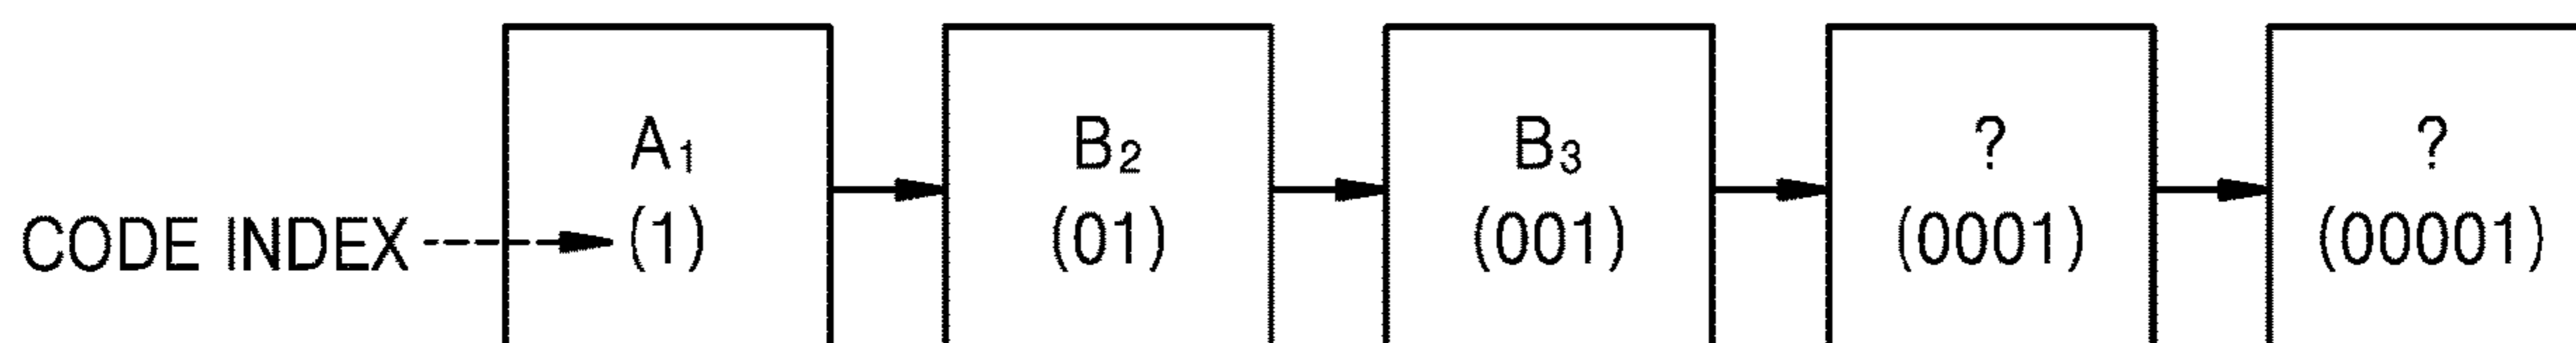 A₁ B₂ B₃ ? ?
CODE INDEX (1) (01) (001) (0001) (00001)